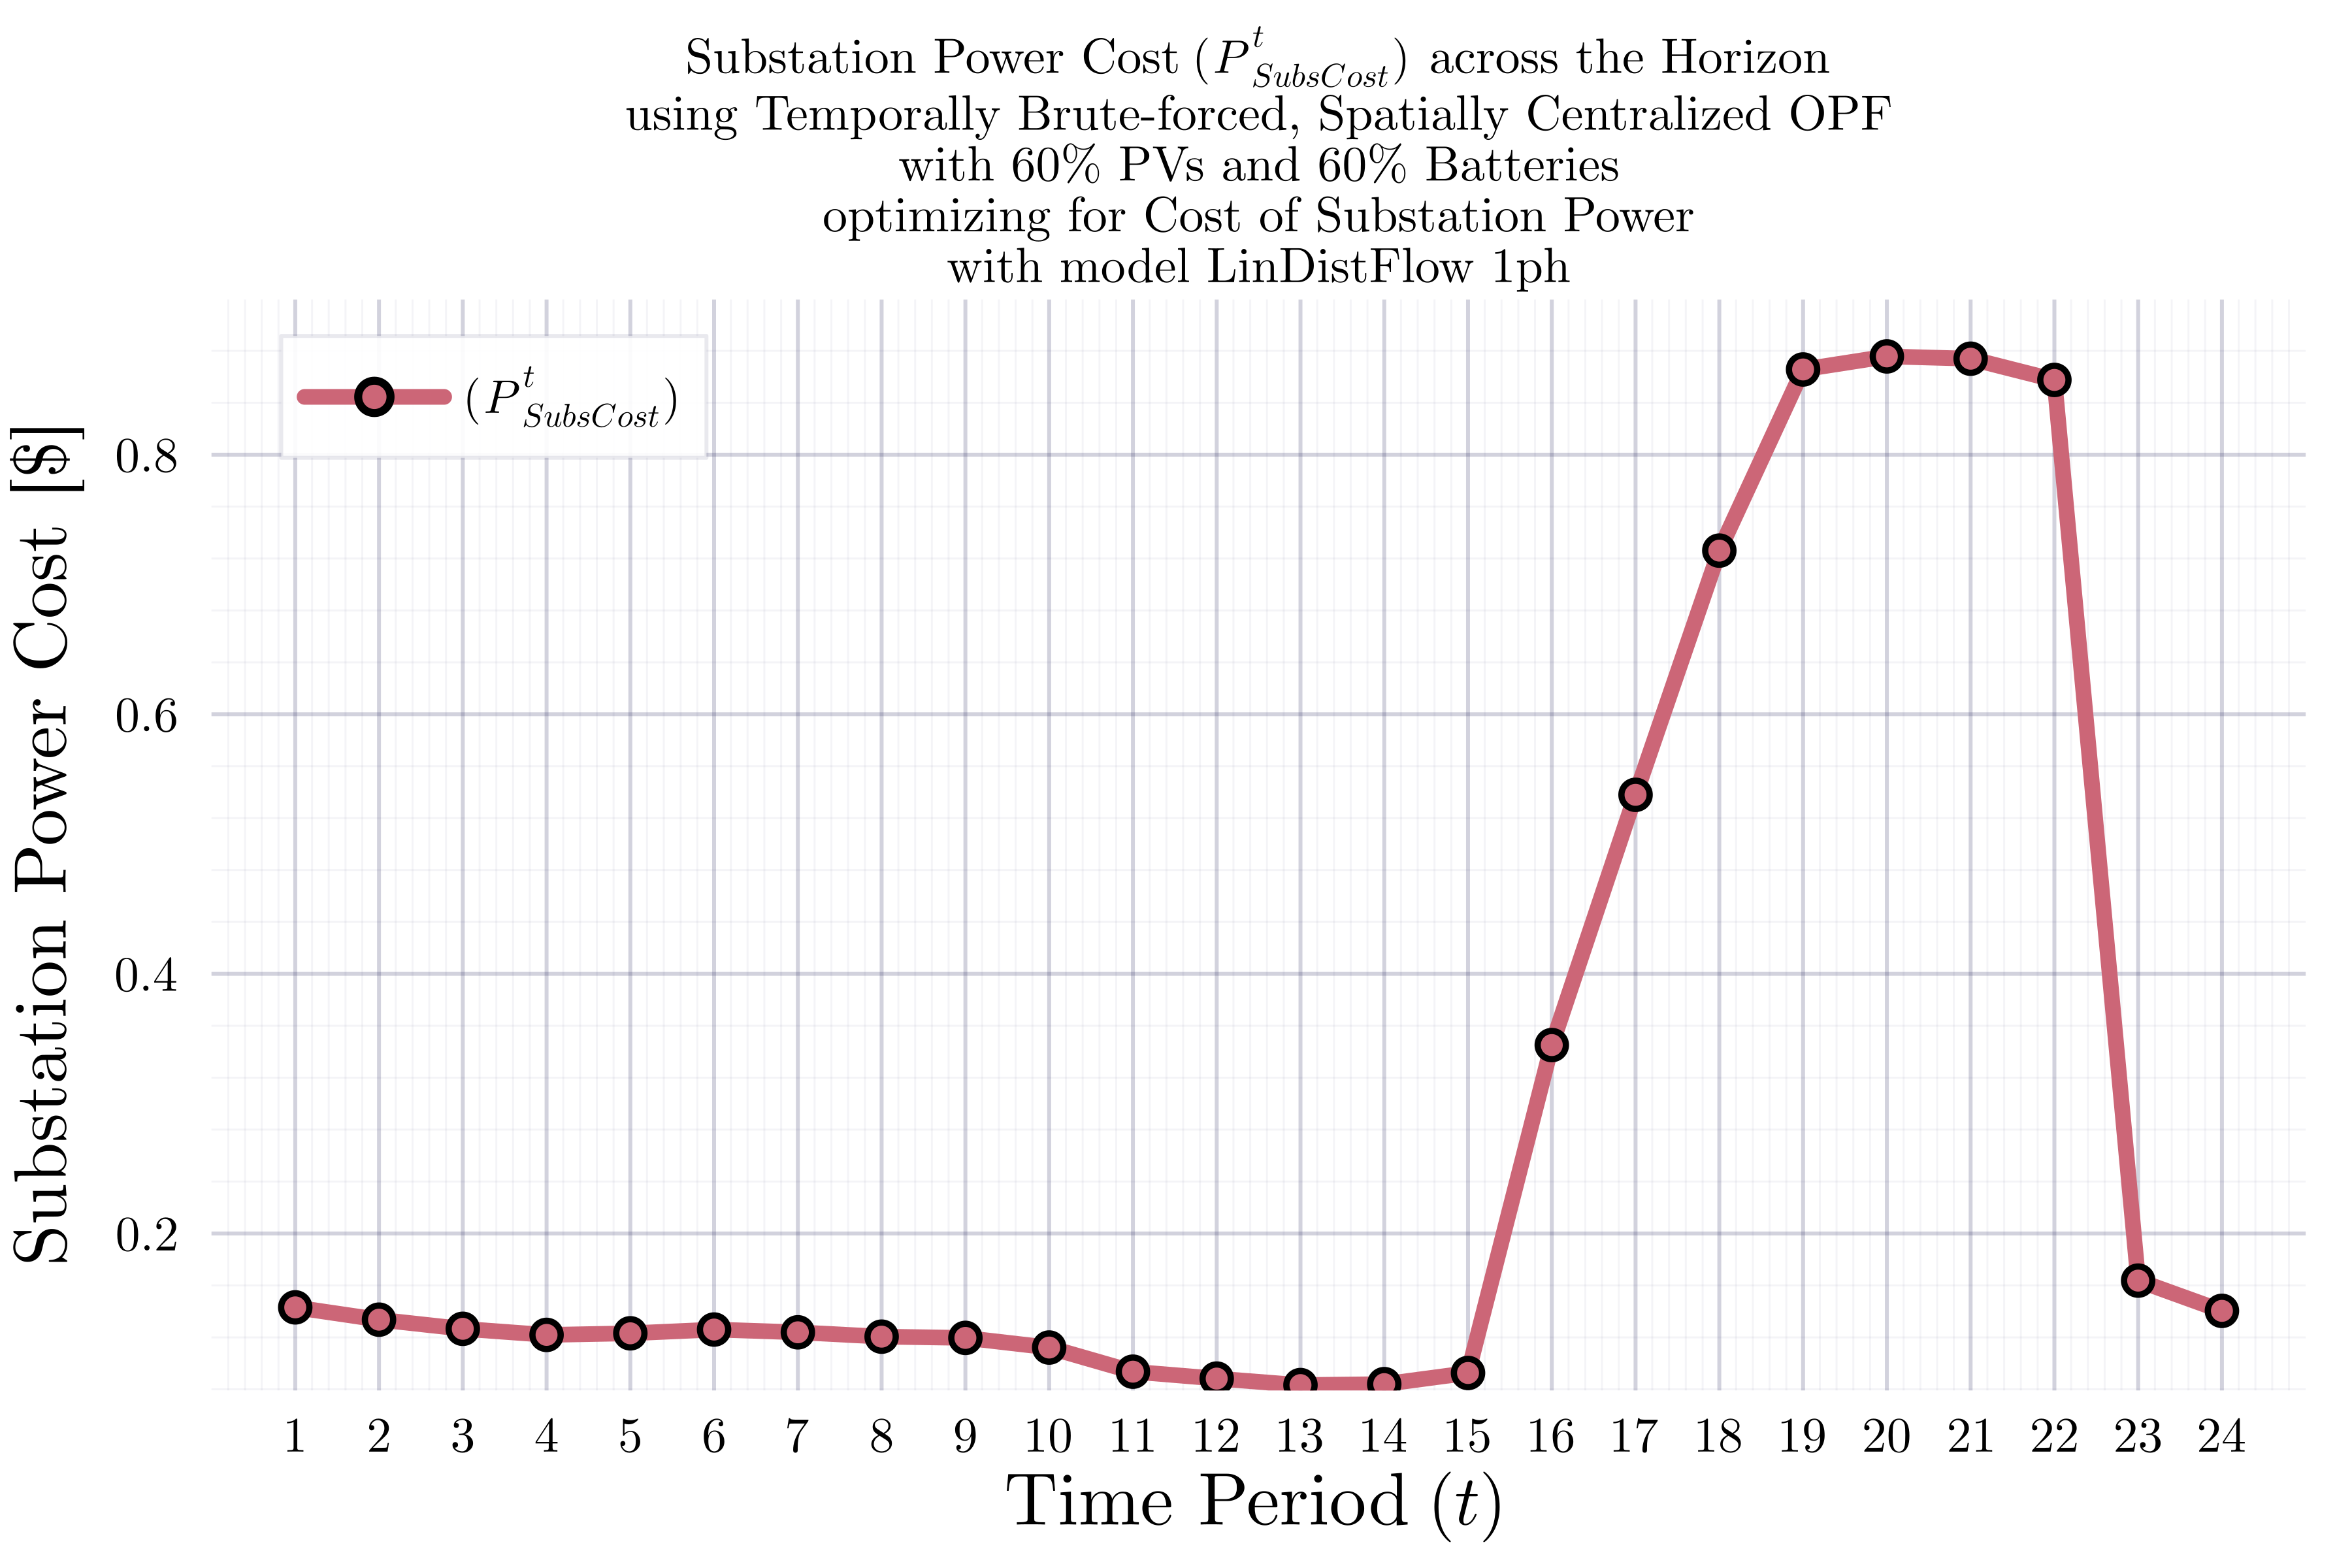 Substation Power Cost (P^t_SubsCost) across the Horizon
using Temporally Brute-forced, Spatially Centralized OPF
with 60% PVs and 60% Batteries
optimizing for Cost of Substation Power
with model LinDistFlow 1ph
(P^t_SubsCost)
Substation Power Cost [$]
0.8
0.6
0.4
0.2
1 2 3 4 5 6 7 8 9 10 11 12 13 14 15 16 17 18 19 20 21 22 23 24
Time Period (t)